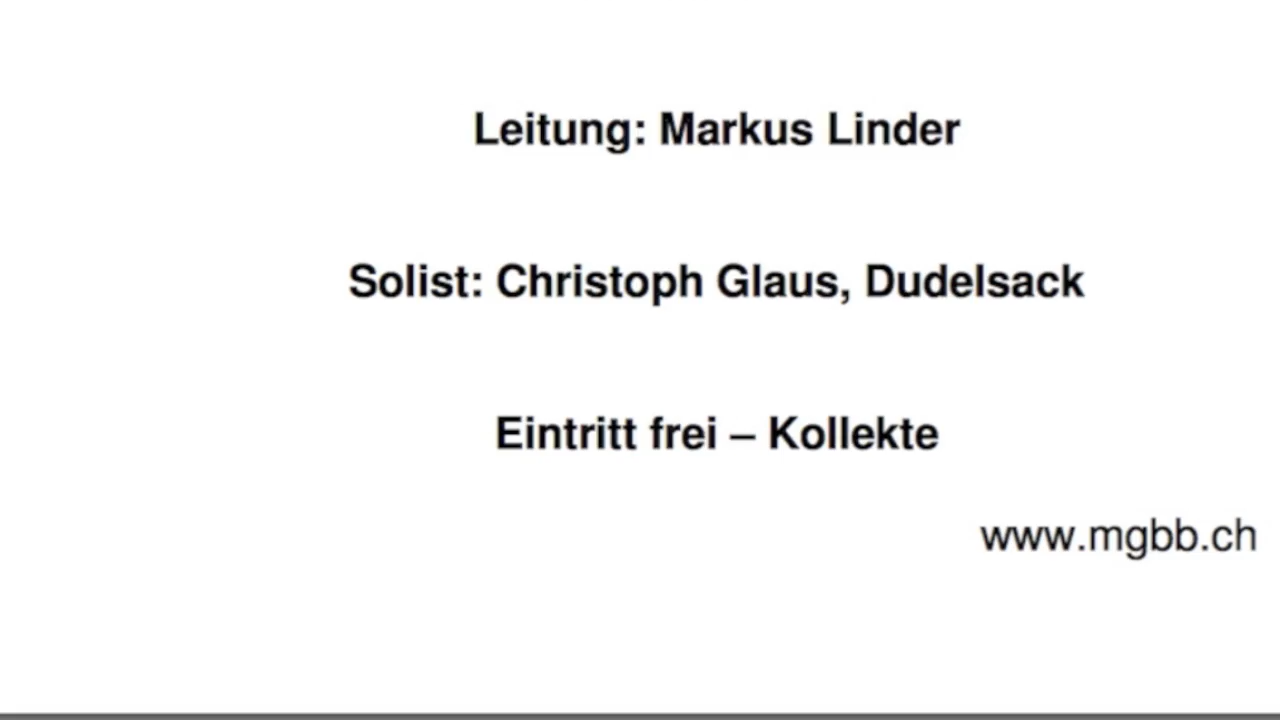 Leitung: Markus Linder
Solist: Christoph Glaus, Dudelsack
Eintritt frei – Kollekte
www.mgbb.ch